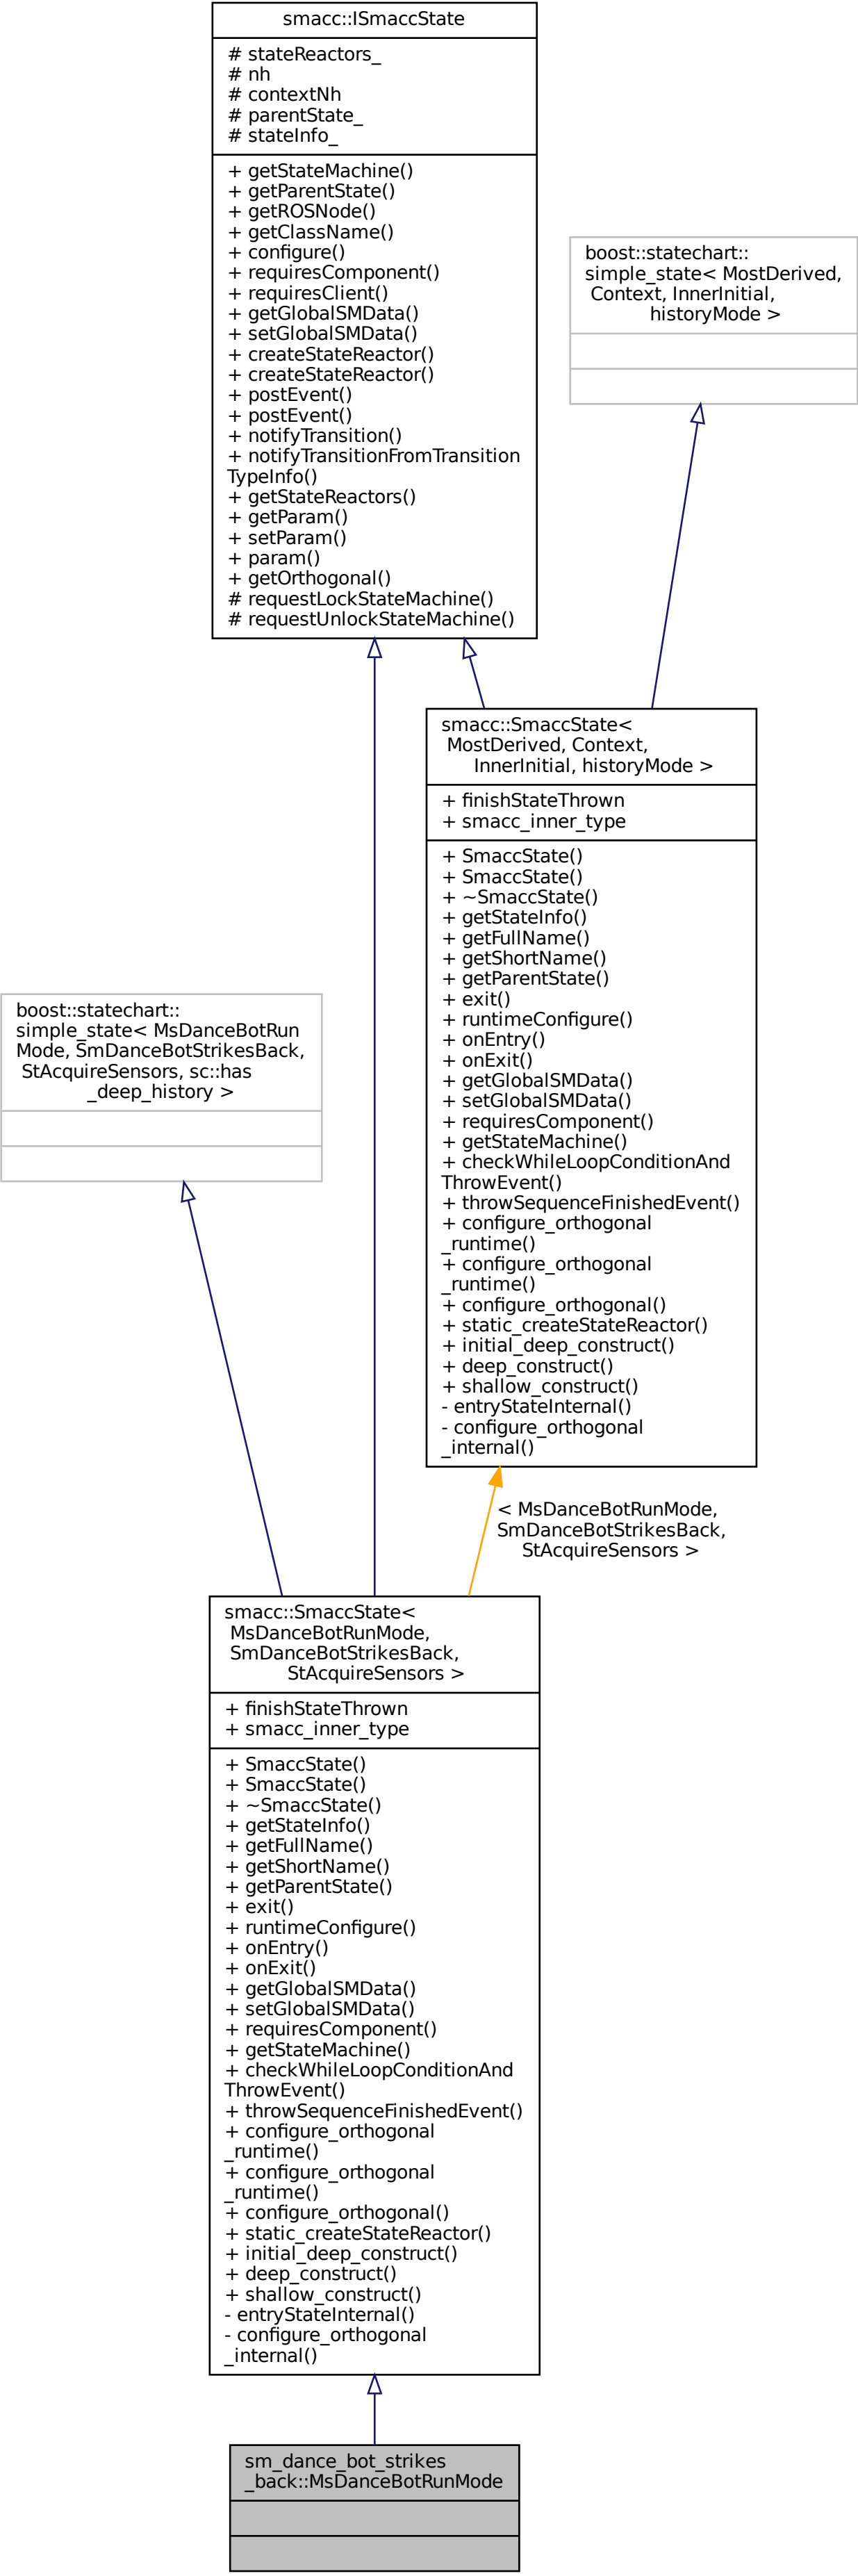 smacc::ISmaccState
# stateReactors_
# nh
# contextNh
# parentState_
# stateInfo_
+ getStateMachine()
+ getParentState()
+ getROSNode()
+ getClassName()
+ configure()
+ requiresComponent()
+ requiresClient()
+ getGlobalSMData()
+ setGlobalSMData()
+ createStateReactor()
+ createStateReactor()
+ postEvent()
+ postEvent()
+ notifyTransition()
+ notifyTransitionFromTransition
TypeInfo()
+ getStateReactors()
+ getParam()
+ setParam()
+ param()
+ getOrthogonal()
# requestLockStateMachine()
# requestUnlockStateMachine()
boost::statechart::
simple_state< MostDerived,
Context, InnerInitial,
historyMode >
smacc::SmaccState<
MostDerived, Context,
InnerInitial, historyMode >
+ finishStateThrown
+ smacc_inner_type
+ SmaccState()
+ SmaccState()
+ ~SmaccState()
+ getStateInfo()
+ getFullName()
+ getShortName()
+ getParentState()
+ exit()
+ runtimeConfigure()
+ onEntry()
+ onExit()
+ getGlobalSMData()
+ setGlobalSMData()
+ requiresComponent()
+ getStateMachine()
+ checkWhileLoopConditionAnd
ThrowEvent()
+ throwSequenceFinishedEvent()
+ configure_orthogonal
_runtime()
+ configure_orthogonal
_runtime()
+ configure_orthogonal()
+ static_createStateReactor()
+ initial_deep_construct()
+ deep_construct()
+ shallow_construct()
- entryStateInternal()
- configure_orthogonal
_internal()
boost::statechart::
simple_state< MsDanceBotRun
Mode, SmDanceBotStrikesBack,
StAcquireSensors, sc::has
_deep_history >
< MsDanceBotRunMode,
SmDanceBotStrikesBack,
StAcquireSensors >
smacc::SmaccState<
MsDanceBotRunMode,
SmDanceBotStrikesBack,
StAcquireSensors >
+ finishStateThrown
+ smacc_inner_type
+ SmaccState()
+ SmaccState()
+ ~SmaccState()
+ getStateInfo()
+ getFullName()
+ getShortName()
+ getParentState()
+ exit()
+ runtimeConfigure()
+ onEntry()
+ onExit()
+ getGlobalSMData()
+ setGlobalSMData()
+ requiresComponent()
+ getStateMachine()
+ checkWhileLoopConditionAnd
ThrowEvent()
+ throwSequenceFinishedEvent()
+ configure_orthogonal
_runtime()
+ configure_orthogonal
_runtime()
+ configure_orthogonal()
+ static_createStateReactor()
+ initial_deep_construct()
+ deep_construct()
+ shallow_construct()
- entryStateInternal()
- configure_orthogonal
_internal()
sm_dance_bot_strikes
_back::MsDanceBotRunMode